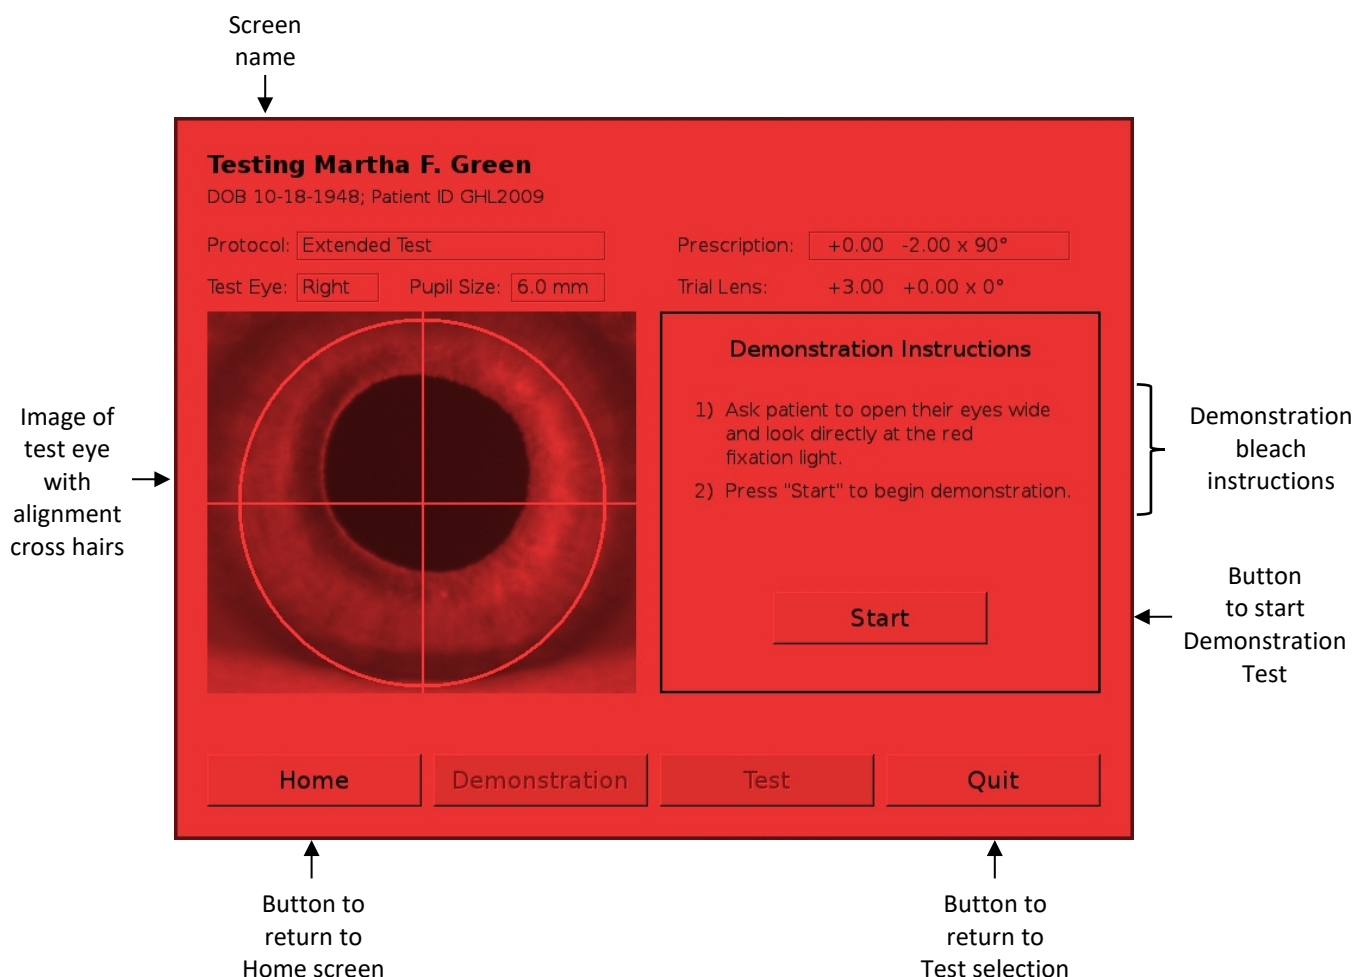 Screen
name
Testing Martha F. Green
DOB 10-18-1948; Patient ID GHL2009
Protocol: Extended Test
Prescription: +0.00 -2.00 x 90°
Test Eye: Right Pupil Size: 6.0 mm
Trial Lens: +3.00 +0.00 x 0°
Image of
test eye
with
alignment
cross hairs
Demonstration Instructions
1) Ask patient to open their eyes wide
and look directly at the red
fixation light.
2) Press "Start" to begin demonstration.
Start
Demonstration
bleach
instructions
Button
to start
Demonstration
Test
Home
Demonstration
Test
Quit
Button to
return to
Home screen
Button to
return to
Test selection